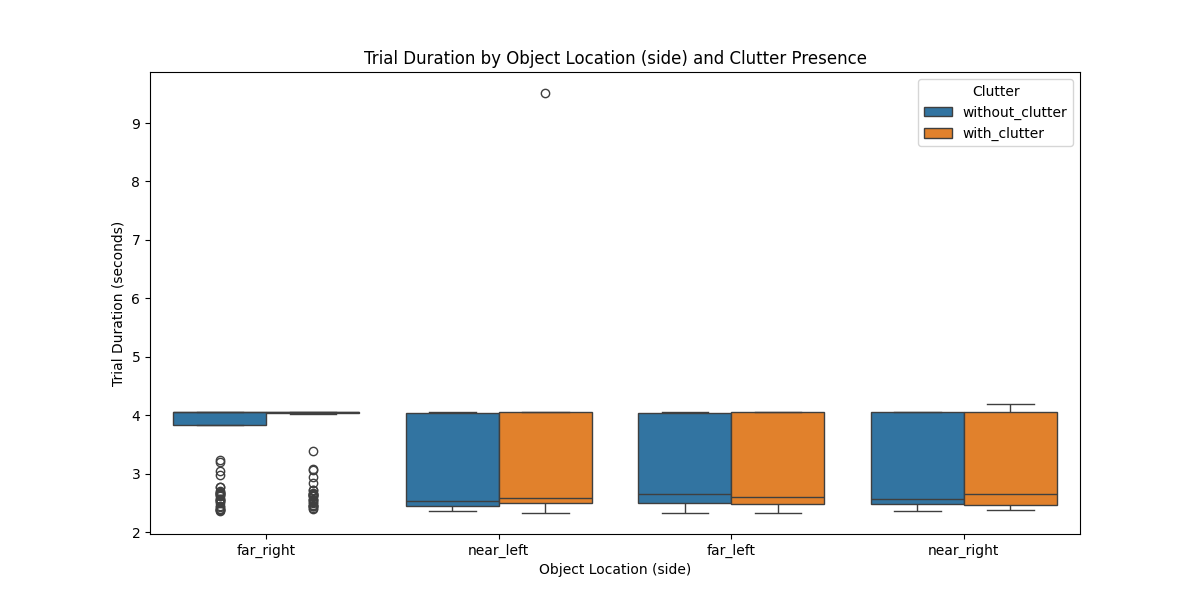 Trial Duration by Object Location (side) and Clutter Presence
Clutter
without_clutter
with_clutter
Trial Duration (seconds)
9
8
7
6
5
4
3
2
far_right
near_left
far_left
near_right
Object Location (side)